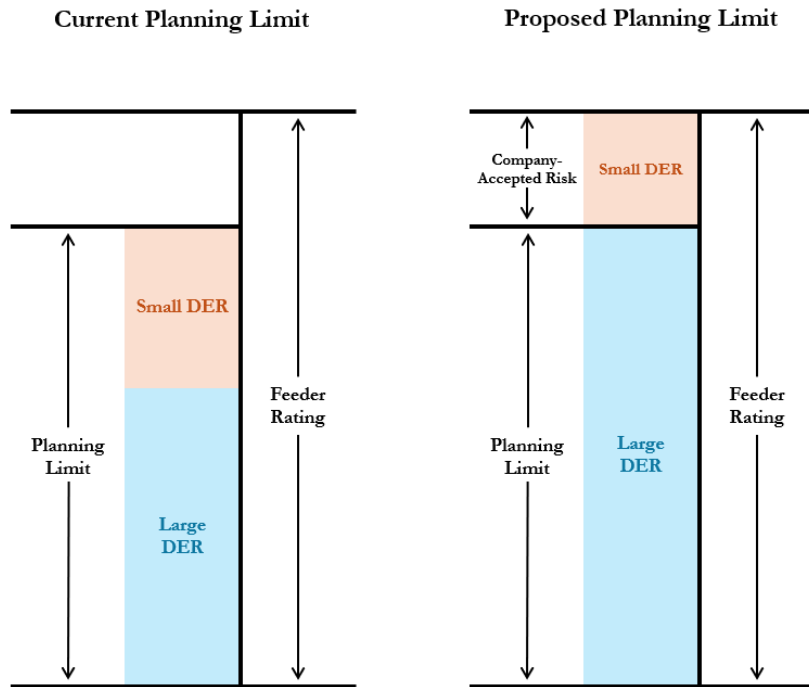 Current Planning Limit
Small DER
Feeder
Rating
Planning
Limit
Large
DER
Proposed Planning Limit
Company-
Accepted Risk
Small DER
Feeder
Rating
Planning
Limit
Large
DER